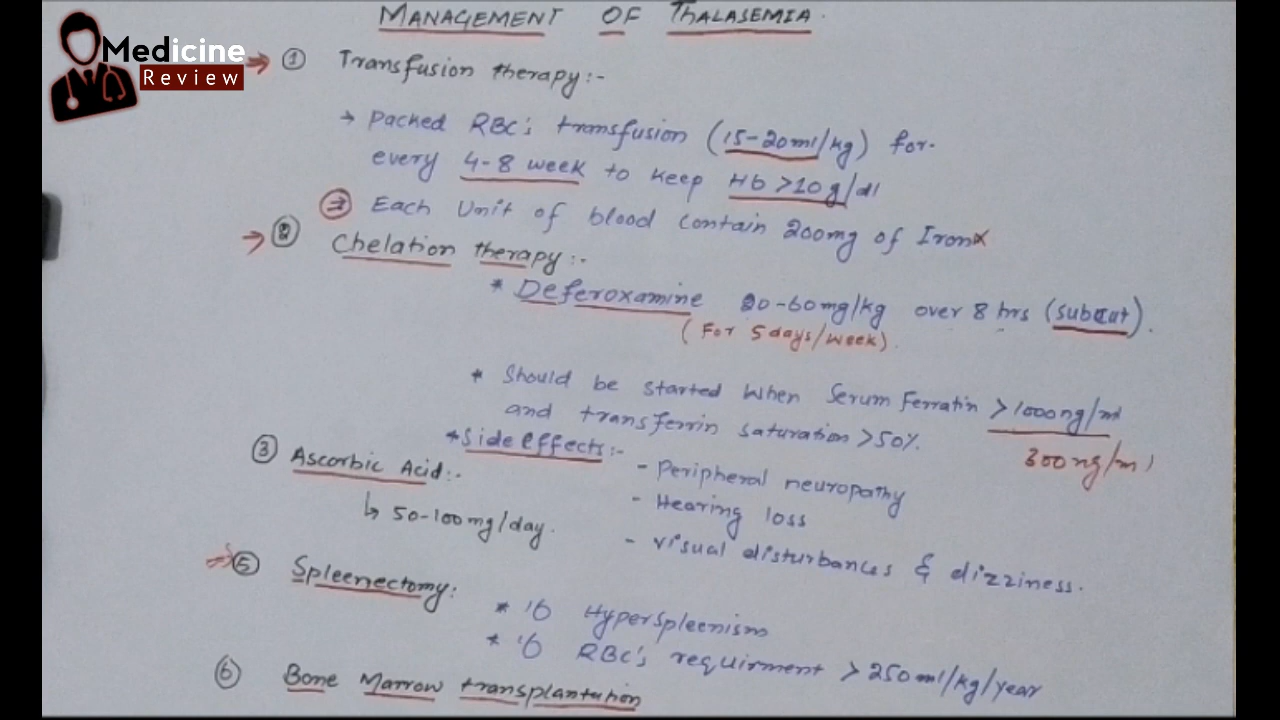 MANAGEMENT OF THALASEMIA.
Medicine
Review
① Transfusion therapy:-
→ Packed RBC's transfusion (15-20ml/kg) for
every 4-8 week to keep Hb >10g/dl
⇒ Each Unit of blood contain 200mg of Iron
② Chelation therapy:-
* Deferoxamine 20-60mg/kg over 8 hrs (subcut).
(For 5days/week).
* Should be started when Serum Ferratin >1000ng/ml
and transferrin saturation >50%.
300ng/ml
* Side effects:-
- Peripheral neuropathy
- Hearing loss
- Visual disturbances & dizziness.
③ Ascorbic Acid:-
↳ 50-100mg/day.
⑤ Spleenectomy:
* if Hyperspleenism
* if RBC's requirment >250ml/kg/year
⑥ Bone Marrow transplantation